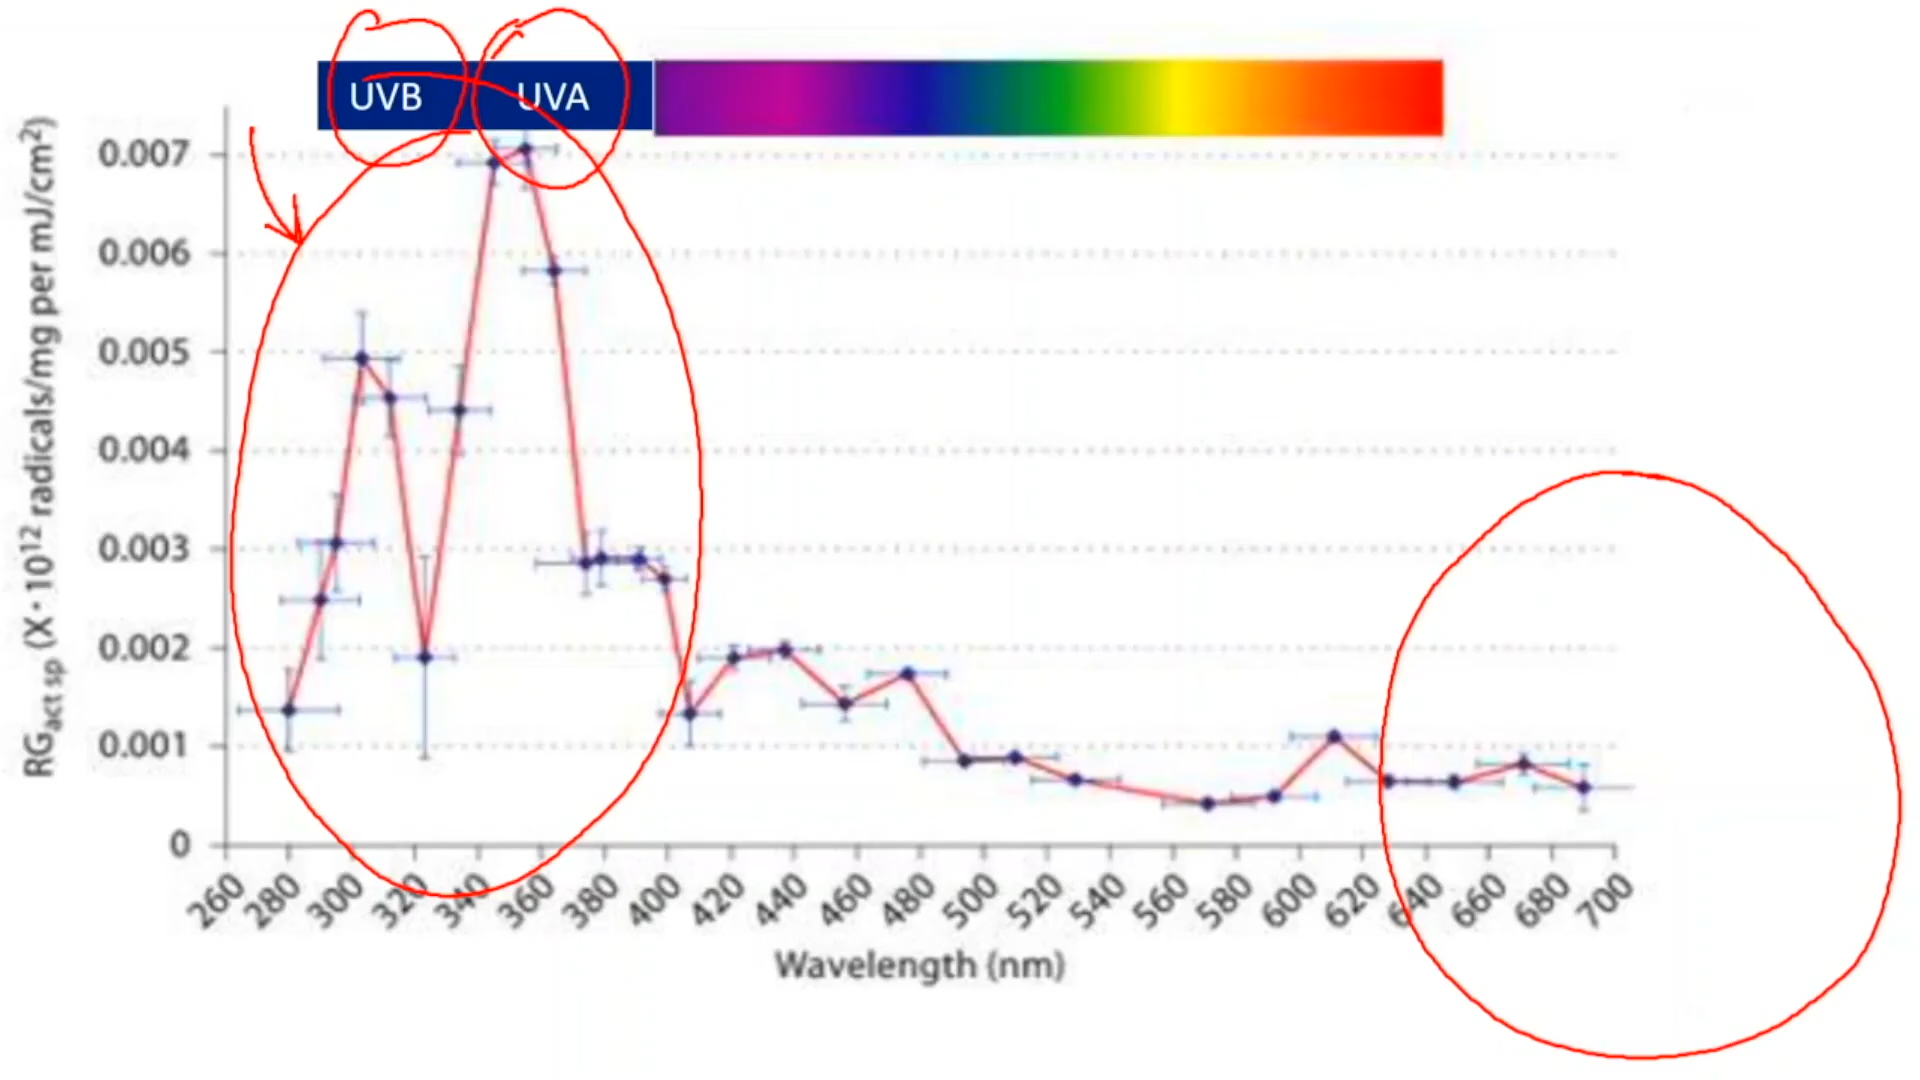 UVB UVA
RGact sp (X · 10¹² radicals/mg per mJ/cm²)
0.007
0.006
0.005
0.004
0.003
0.002
0.001
0
260 280 300 320 340 360 380 400 420 440 460 480 500 520 540 560 580 600 620 640 660 680 700
Wavelength (nm)